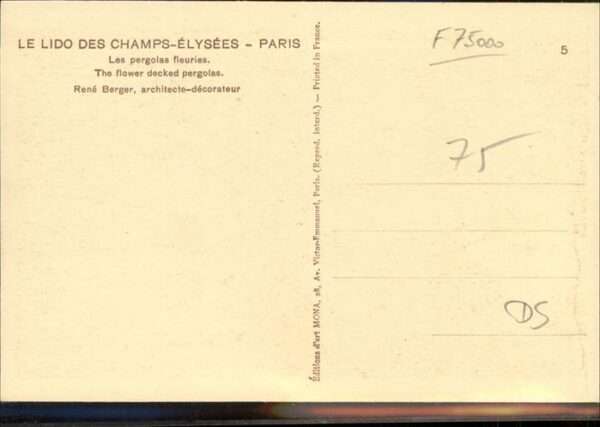 LE LIDO DES CHAMPS-ÉLYSÉES - PARIS
Les pergolas fleuries.
The flower decked pergolas.
René Berger, architecte-décorateur
Éditions d'art MONA, 28, Av. Victor-Emmanuel, Paris. (Reprod. interd.) — Printed in France.
F75000
5
75
DS